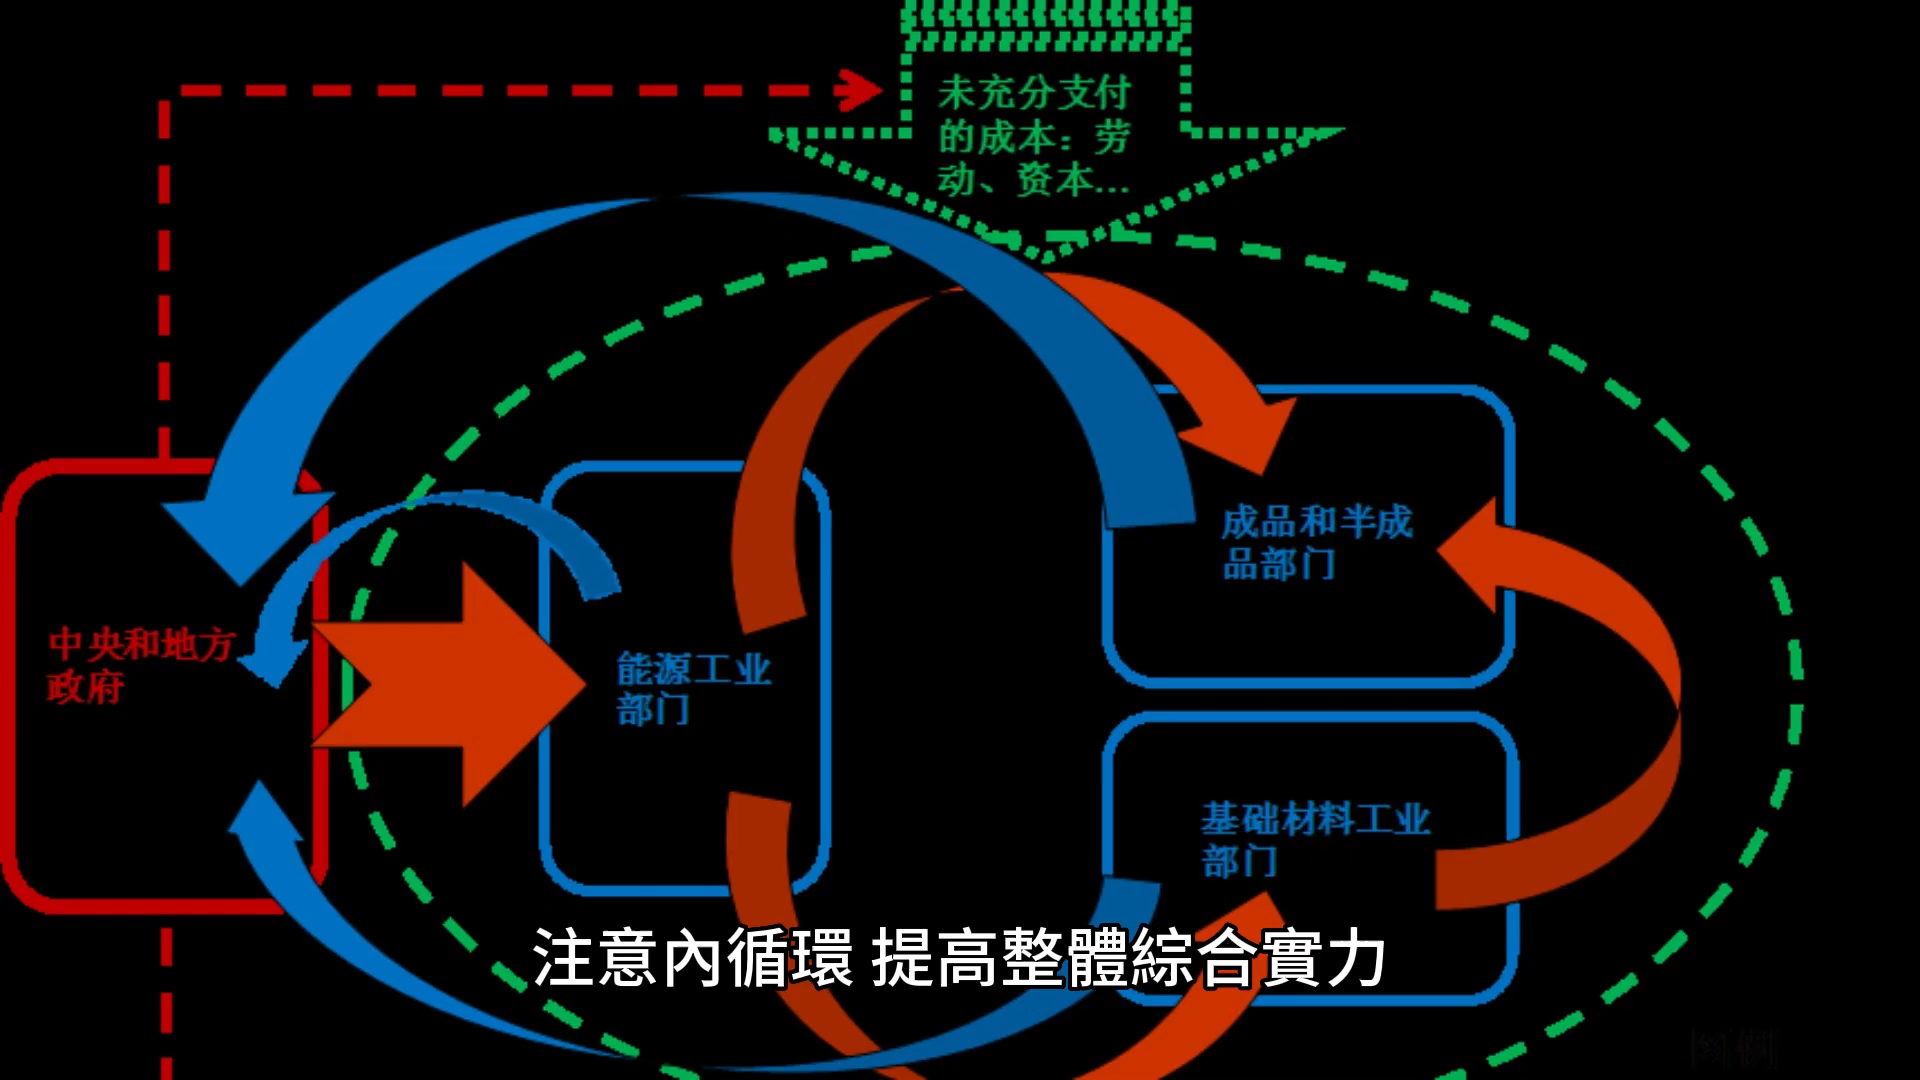 未充分支付
的成本：劳
动、资本...
成品和半成
品部门
中央和地方
政府
能源工业
部门
基础材料工业
部门
注意內循環 提高整體綜合實力